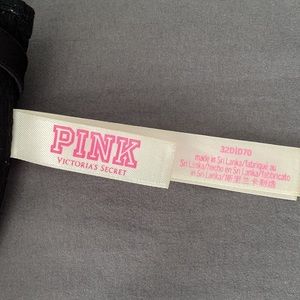 PINK
VICTORIA'S SECRET
32D|D70
made in Sri Lanka/fabriqué au
Sri Lanka/hecho en Sri Lanka/fabricato
in Sri Lanka/斯里兰卡制造